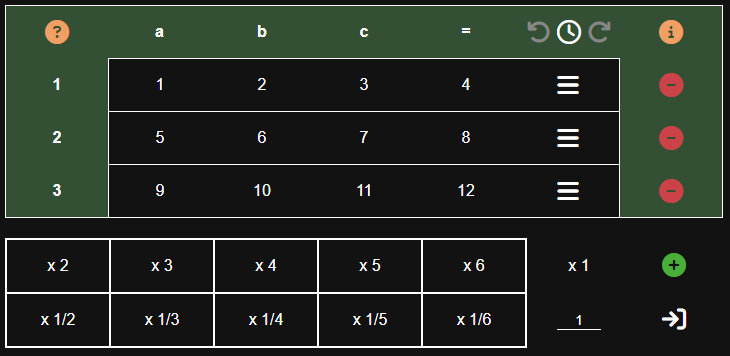 ? a b c = i
1 1 2 3 4
2 5 6 7 8
3 9 10 11 12
x 2 x 3 x 4 x 5 x 6 x 1
x 1/2 x 1/3 x 1/4 x 1/5 x 1/6 1